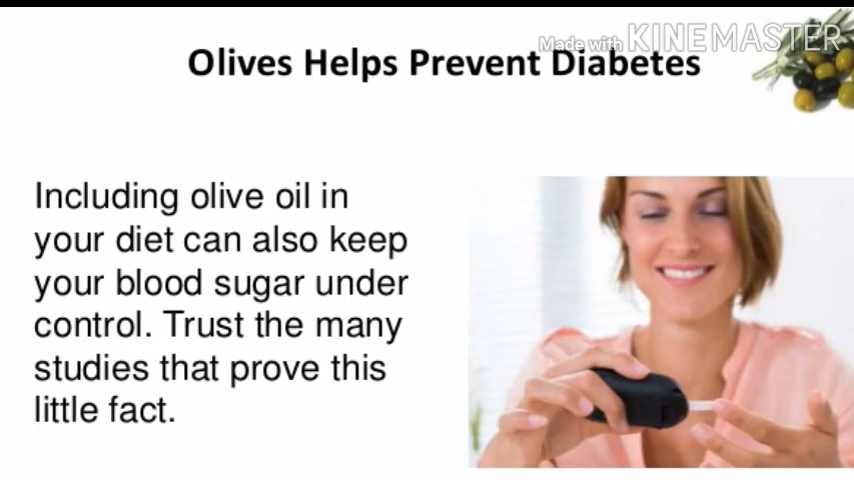 Made with KINEMASTER
Olives Helps Prevent Diabetes
Including olive oil in
your diet can also keep
your blood sugar under
control. Trust the many
studies that prove this
little fact.